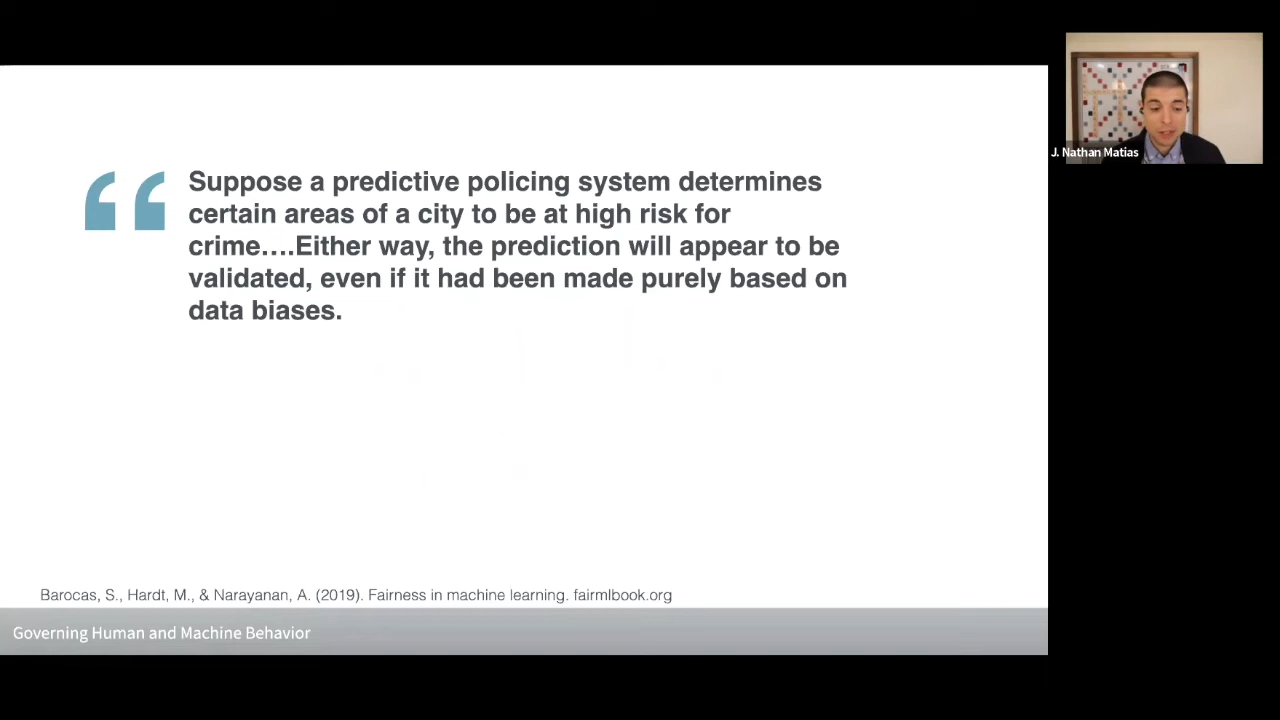 Suppose a predictive policing system determines
certain areas of a city to be at high risk for
crime….Either way, the prediction will appear to be
validated, even if it had been made purely based on
data biases.
J. Nathan Matias
Barocas, S., Hardt, M., & Narayanan, A. (2019). Fairness in machine learning. fairmlbook.org
Governing Human and Machine Behavior